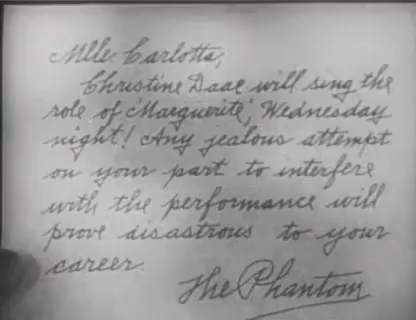 Mlle. Carlotta,
Christine Daae will sing the
role of 'Marguerite', Wednesday
night! Any jealous attempt
on your part to interfere
with the performance will
prove disastrous to your
career.
The Phantom